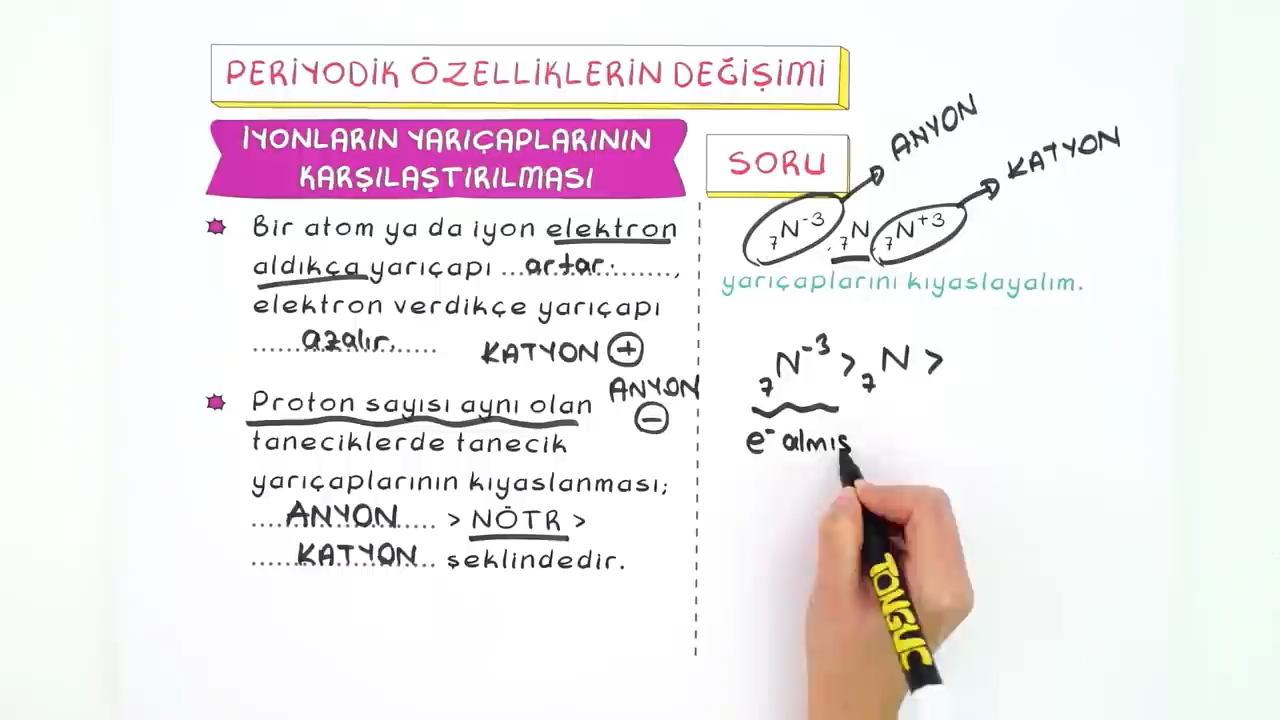 PERİYODİK ÖZELLİKLERİN DEĞİŞİMİ
İYONLARIN YARIÇAPLARININ
KARŞILAŞTIRILMASI
Bir atom ya da iyon elektron
aldıkça yarıçapı ...artar...........,
elektron verdikçe yarıçapı
......azalır......
KATYON +
ANYON
-
Proton sayısı aynı olan
taneciklerde tanecik
yarıçaplarının kıyaslanması;
....ANYON..... > NÖTR >
.....KATYON... şeklindedir.
SORU
ANYON
KATYON
₇N⁻³, ₇N, ₇N⁺³
yarıçaplarını kıyaslayalım.
₇N⁻³ > ₇N >
e⁻ almış
TONGUÇ